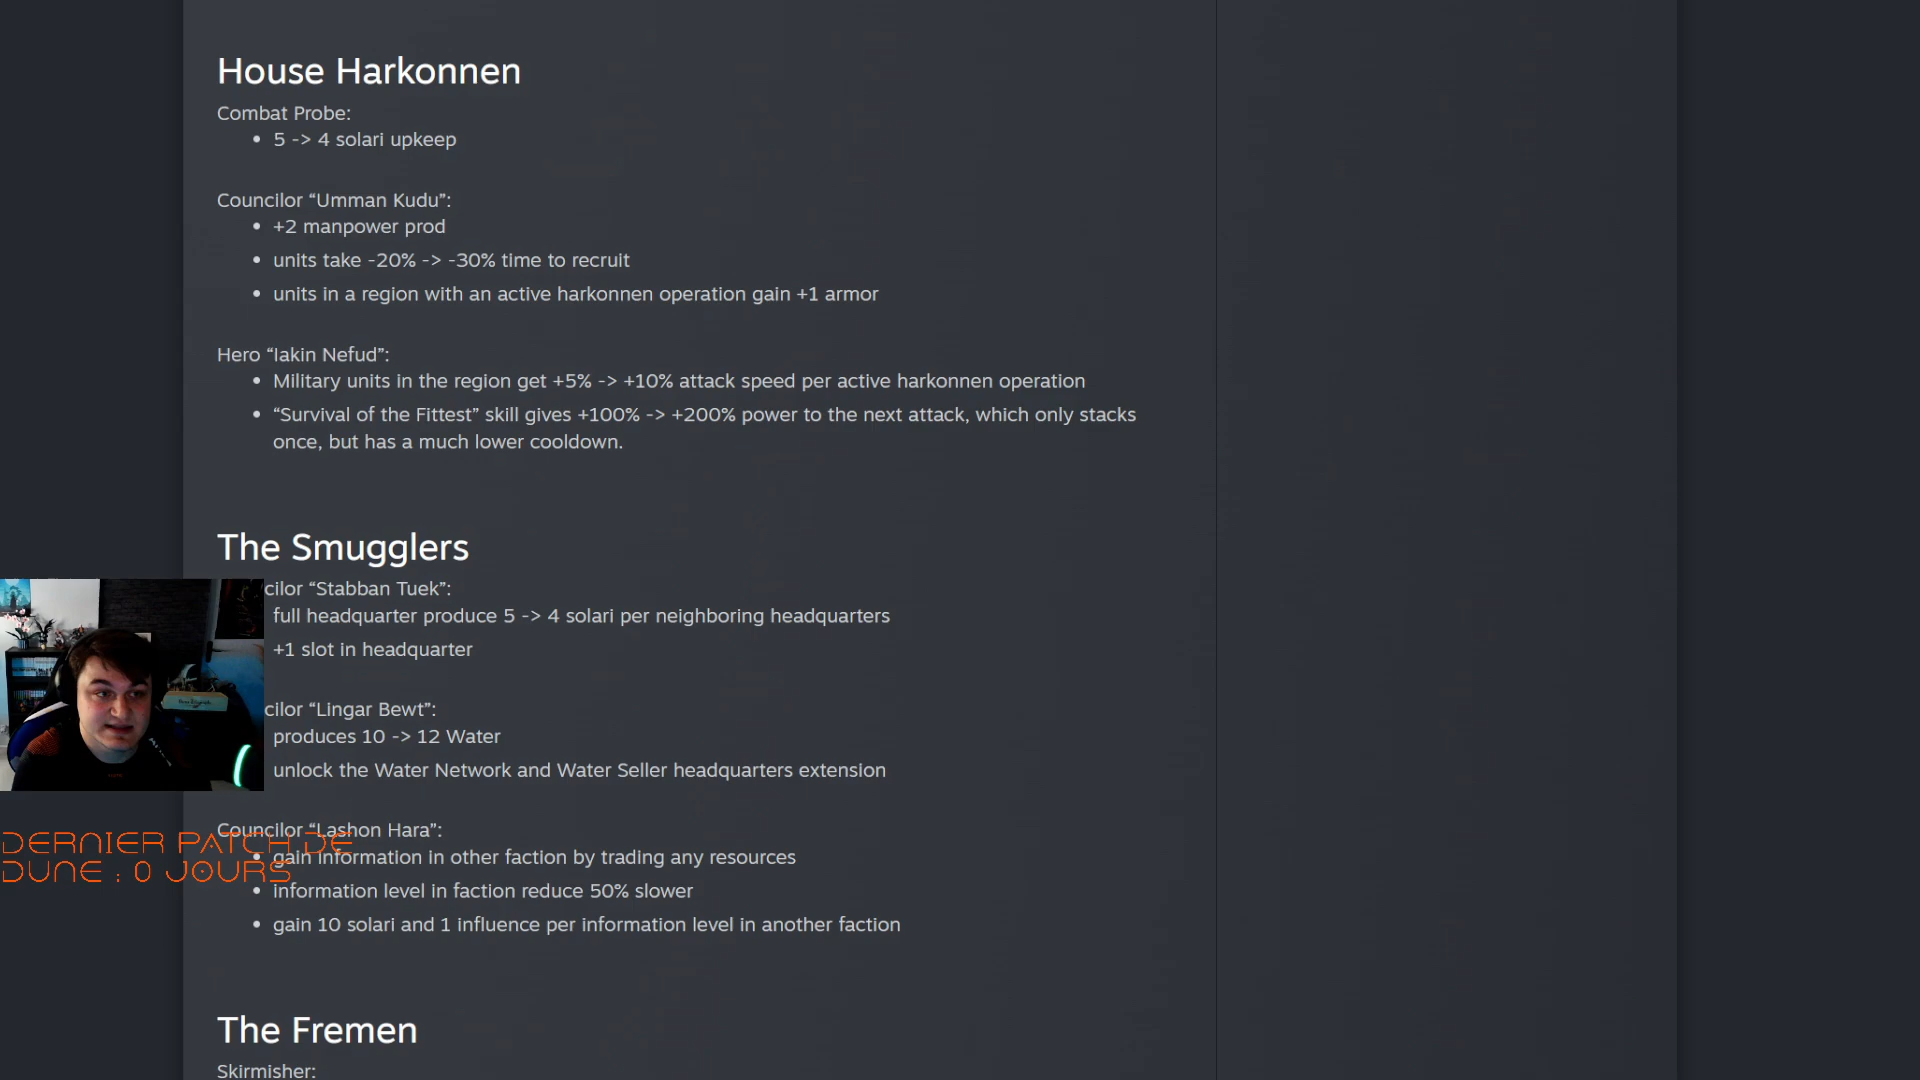 House Harkonnen
Combat Probe:
5 -> 4 solari upkeep
Councilor “Umman Kudu”:
+2 manpower prod
units take -20% -> -30% time to recruit
units in a region with an active harkonnen operation gain +1 armor
Hero “Iakin Nefud”:
Military units in the region get +5% -> +10% attack speed per active harkonnen operation
“Survival of the Fittest” skill gives +100% -> +200% power to the next attack, which only stacks
once, but has a much lower cooldown.
The Smugglers
cilor “Stabban Tuek”:
full headquarter produce 5 -> 4 solari per neighboring headquarters
+1 slot in headquarter
cilor “Lingar Bewt”:
produces 10 -> 12 Water
unlock the Water Network and Water Seller headquarters extension
Councilor “Lashon Hara”:
gain information in other faction by trading any resources
information level in faction reduce 50% slower
gain 10 solari and 1 influence per information level in another faction
DERNIER PATCH DE
DUNE : 0 JOURS
The Fremen
Skirmisher: